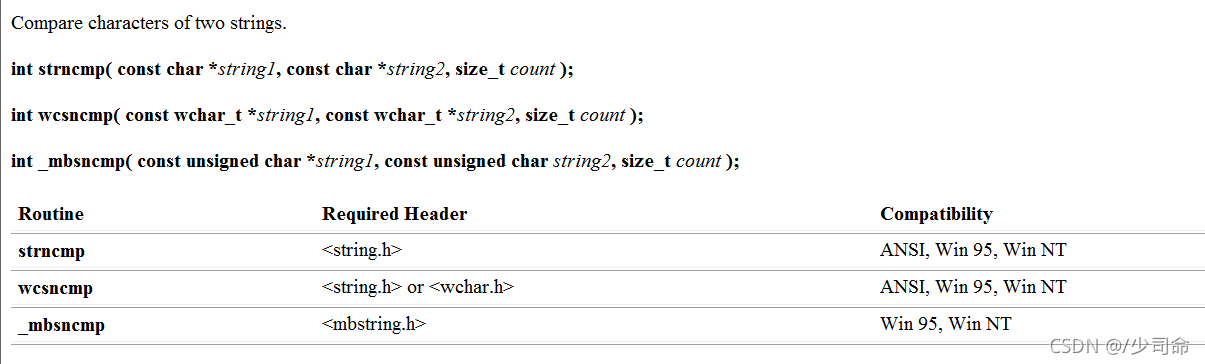 Compare characters of two strings.
int strncmp( const char *string1, const char *string2, size_t count );
int wcsncmp( const wchar_t *string1, const wchar_t *string2, size_t count );
int _mbsncmp( const unsigned char *string1, const unsigned char string2, size_t count );
Routine Required Header Compatibility
strncmp <string.h> ANSI, Win 95, Win NT
wcsncmp <string.h> or <wchar.h> ANSI, Win 95, Win NT
_mbsncmp <mbstring.h> Win 95, Win NT
CSDN @/少司命